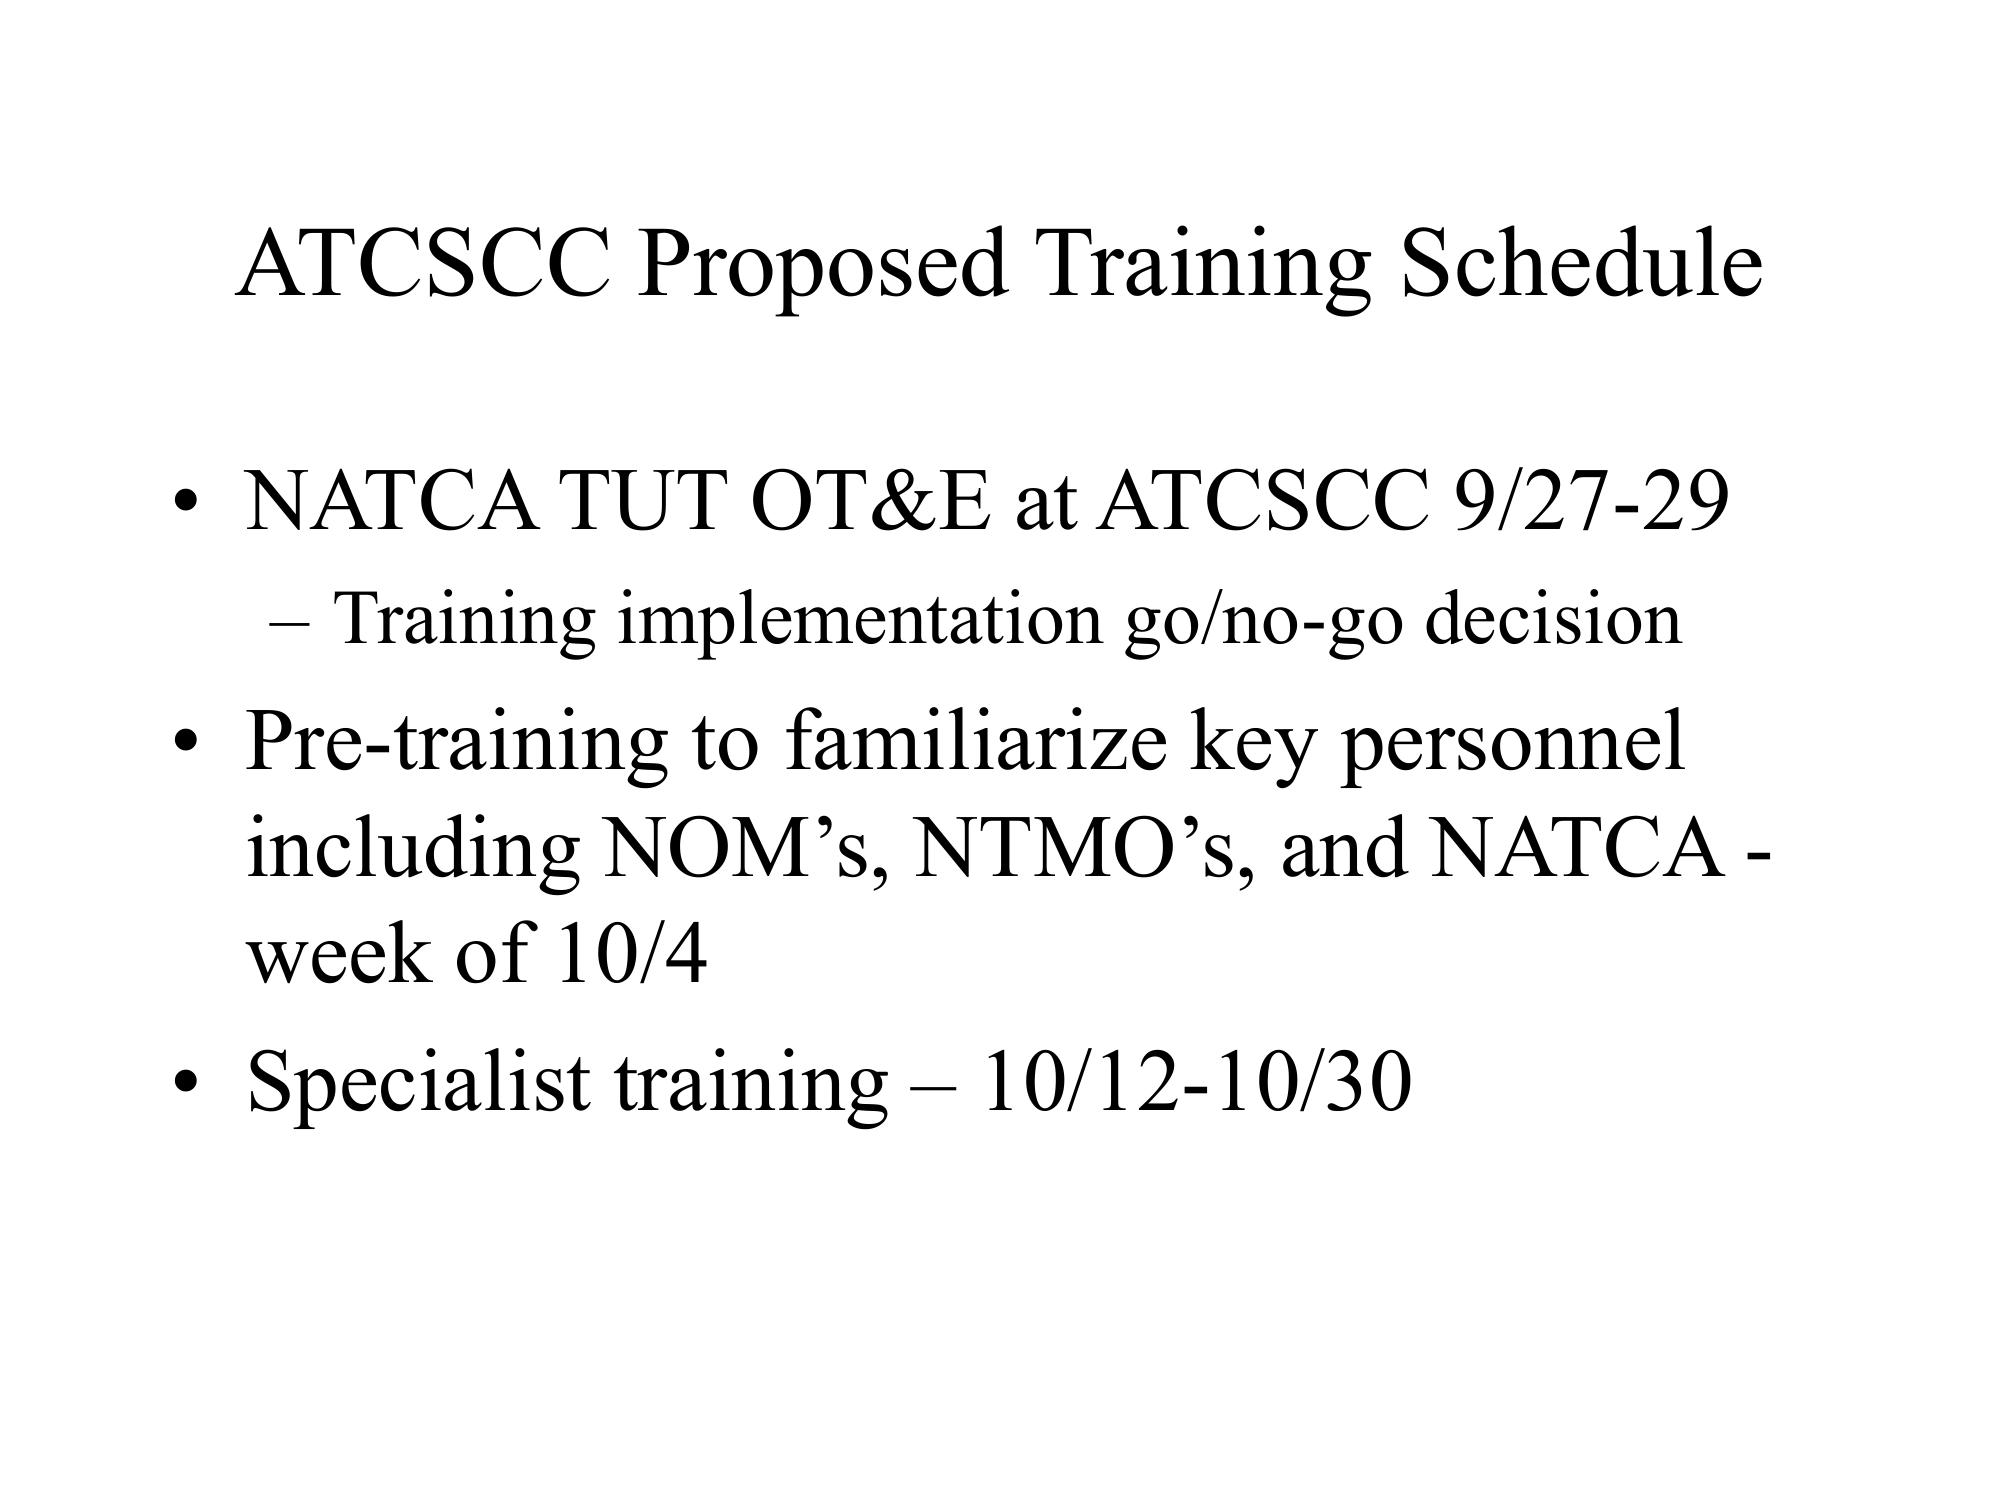 ATCSCC Proposed Training Schedule
• NATCA TUT OT&E at ATCSCC 9/27-29
– Training implementation go/no-go decision
• Pre-training to familiarize key personnel
including NOM’s, NTMO’s, and NATCA -
week of 10/4
• Specialist training – 10/12-10/30